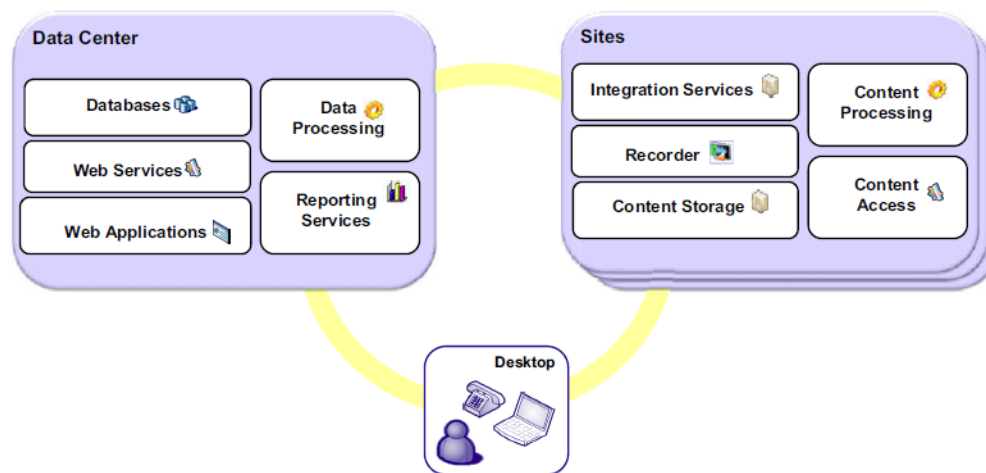 Data Center
Databases
Web Services
Web Applications
Data
Processing
Reporting
Services
Sites
Integration Services
Recorder
Content Storage
Content
Processing
Content
Access
Desktop